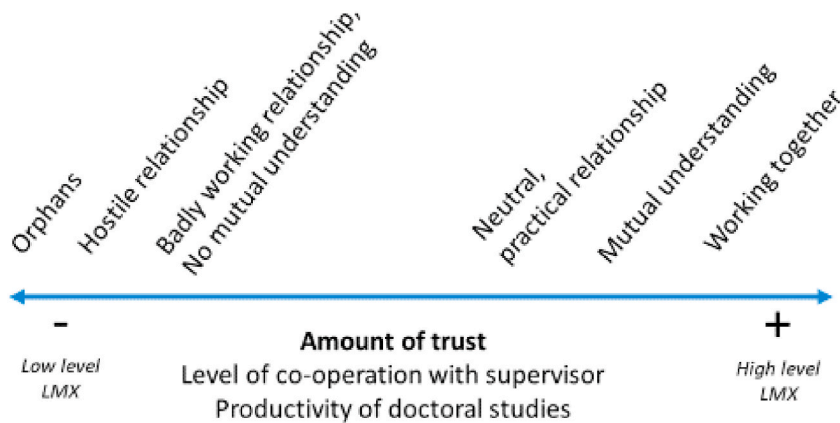 Orphans
Hostile relationship
Badly working relationship,
No mutual understanding
Neutral,
practical relationship
Mutual understanding
Working together
-
+
Low level
LMX
Amount of trust
Level of co-operation with supervisor
Productivity of doctoral studies
High level
LMX